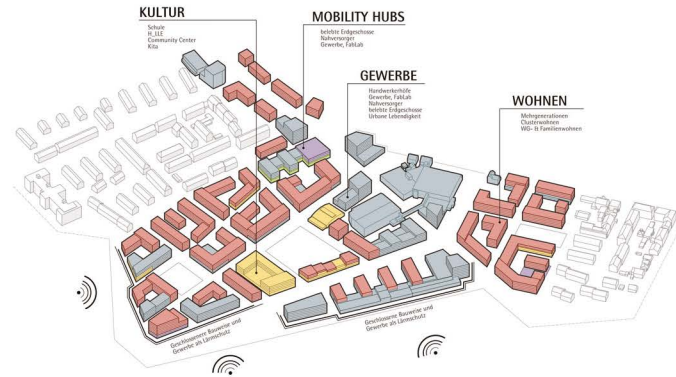 KULTUR
Schule
H_LLE
Community Center
Kita
MOBILITY HUBS
belebte Erdgeschosse
Nahversorger
Gewerbe, FabLab
GEWERBE
Handwerkerhöfe
Gewerbe, FabLab
Nahversorger
belebte Erdgeschosse
Urbane Lebendigkeit
WOHNEN
Mehrgenerationen
Clusterwohnen
WG- & Familienwohnen
Geschlossenere Bauweise und
Gewerbe als Lärmschutz
Geschlossene Bauweise und
Gewerbe als Lärmschutz